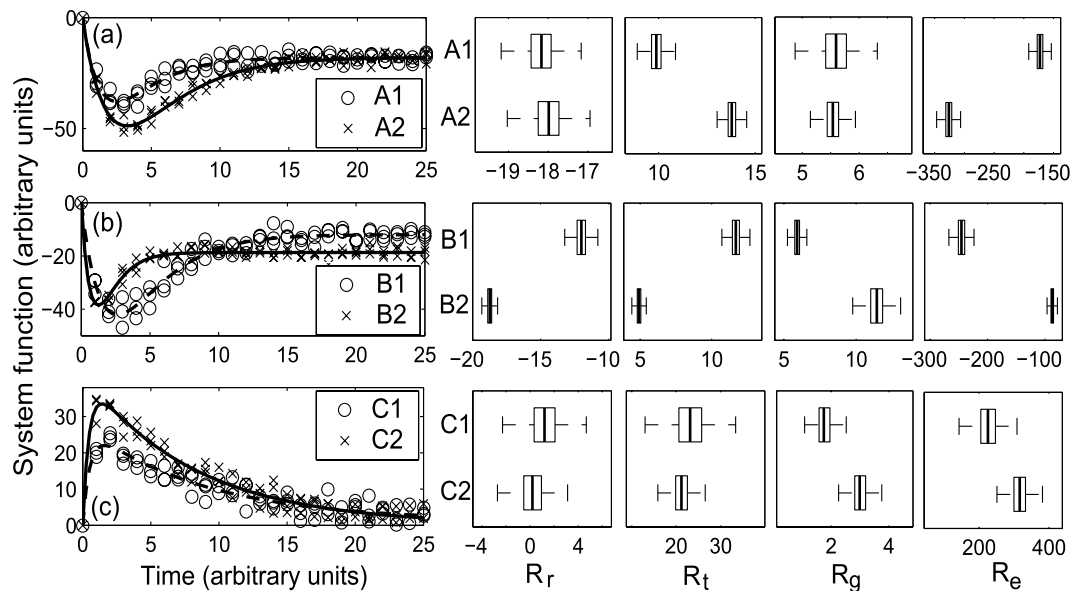 System function (arbitrary units)
(a)
0
−50
0 5 10 15 20 25
A1
A2
A1
A2
−19 −18 −17
10 15
−350 −250 −150
(b)
0
−20
−40
0 5 10 15 20 25
B1
B2
B1
B2
−20 −15 −10
5 10
5 10
−300 −200 −100
(c)
30
20
10
0
0 5 10 15 20 25
C1
C2
C1
C2
−4 0 4
20 30
2 4
200 400
Time (arbitrary units)
Rr
Rt
Rg
Re